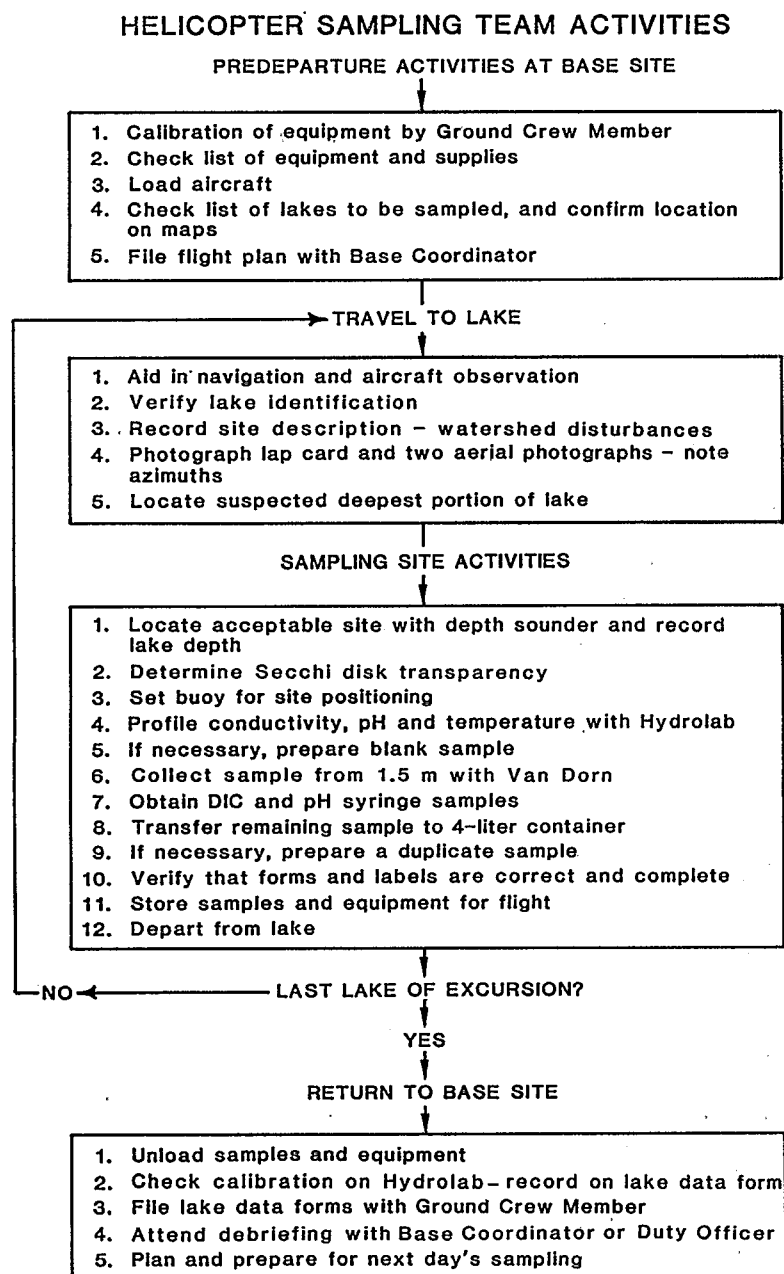 HELICOPTER SAMPLING TEAM ACTIVITIES
PREDEPARTURE ACTIVITIES AT BASE SITE
1. Calibration of equipment by Ground Crew Member
2. Check list of equipment and supplies
3. Load aircraft
4. Check list of lakes to be sampled, and confirm location
on maps
5. File flight plan with Base Coordinator
TRAVEL TO LAKE
1. Aid in navigation and aircraft observation
2. Verify lake identification
3. Record site description - watershed disturbances
4. Photograph lap card and two aerial photographs - note
azimuths
5. Locate suspected deepest portion of lake
SAMPLING SITE ACTIVITIES
1. Locate acceptable site with depth sounder and record
lake depth
2. Determine Secchi disk transparency
3. Set buoy for site positioning
4. Profile conductivity, pH and temperature with Hydrolab
5. If necessary, prepare blank sample
6. Collect sample from 1.5 m with Van Dorn
7. Obtain DIC and pH syringe samples
8. Transfer remaining sample to 4-liter container
9. If necessary, prepare a duplicate sample
10. Verify that forms and labels are correct and complete
11. Store samples and equipment for flight
12. Depart from lake
NO LAST LAKE OF EXCURSION?
YES
RETURN TO BASE SITE
1. Unload samples and equipment
2. Check calibration on Hydrolab-record on lake data form
3. File lake data forms with Ground Crew Member
4. Attend debriefing with Base Coordinator or Duty Officer
5. Plan and prepare for next day's sampling